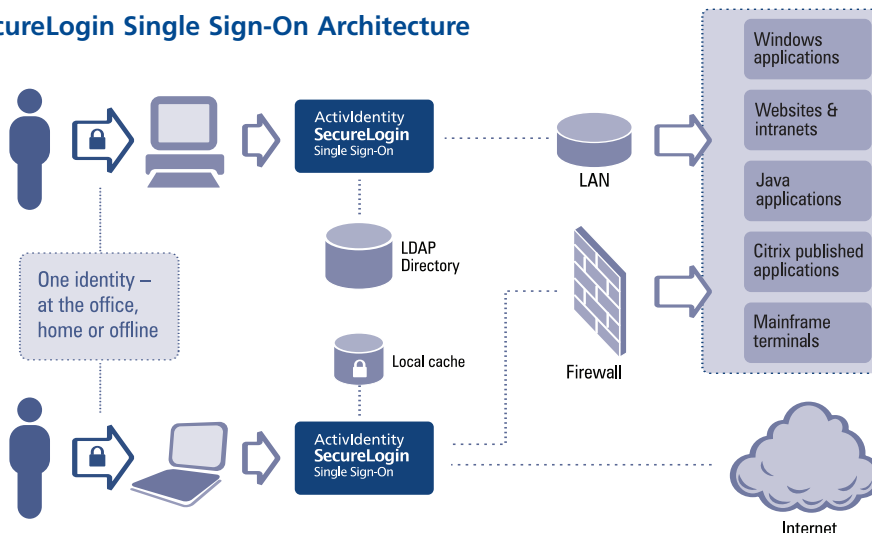 cureLogin Single Sign-On Architecture
Windows
applications
Websites &
intranets
Java
applications
Citrix published
applications
Mainframe
terminals
ActivIdentity
SecureLogin
Single Sign-On
LAN
LDAP
Directory
One identity –
at the office,
home or offline
Local cache
Firewall
ActivIdentity
SecureLogin
Single Sign-On
Internet